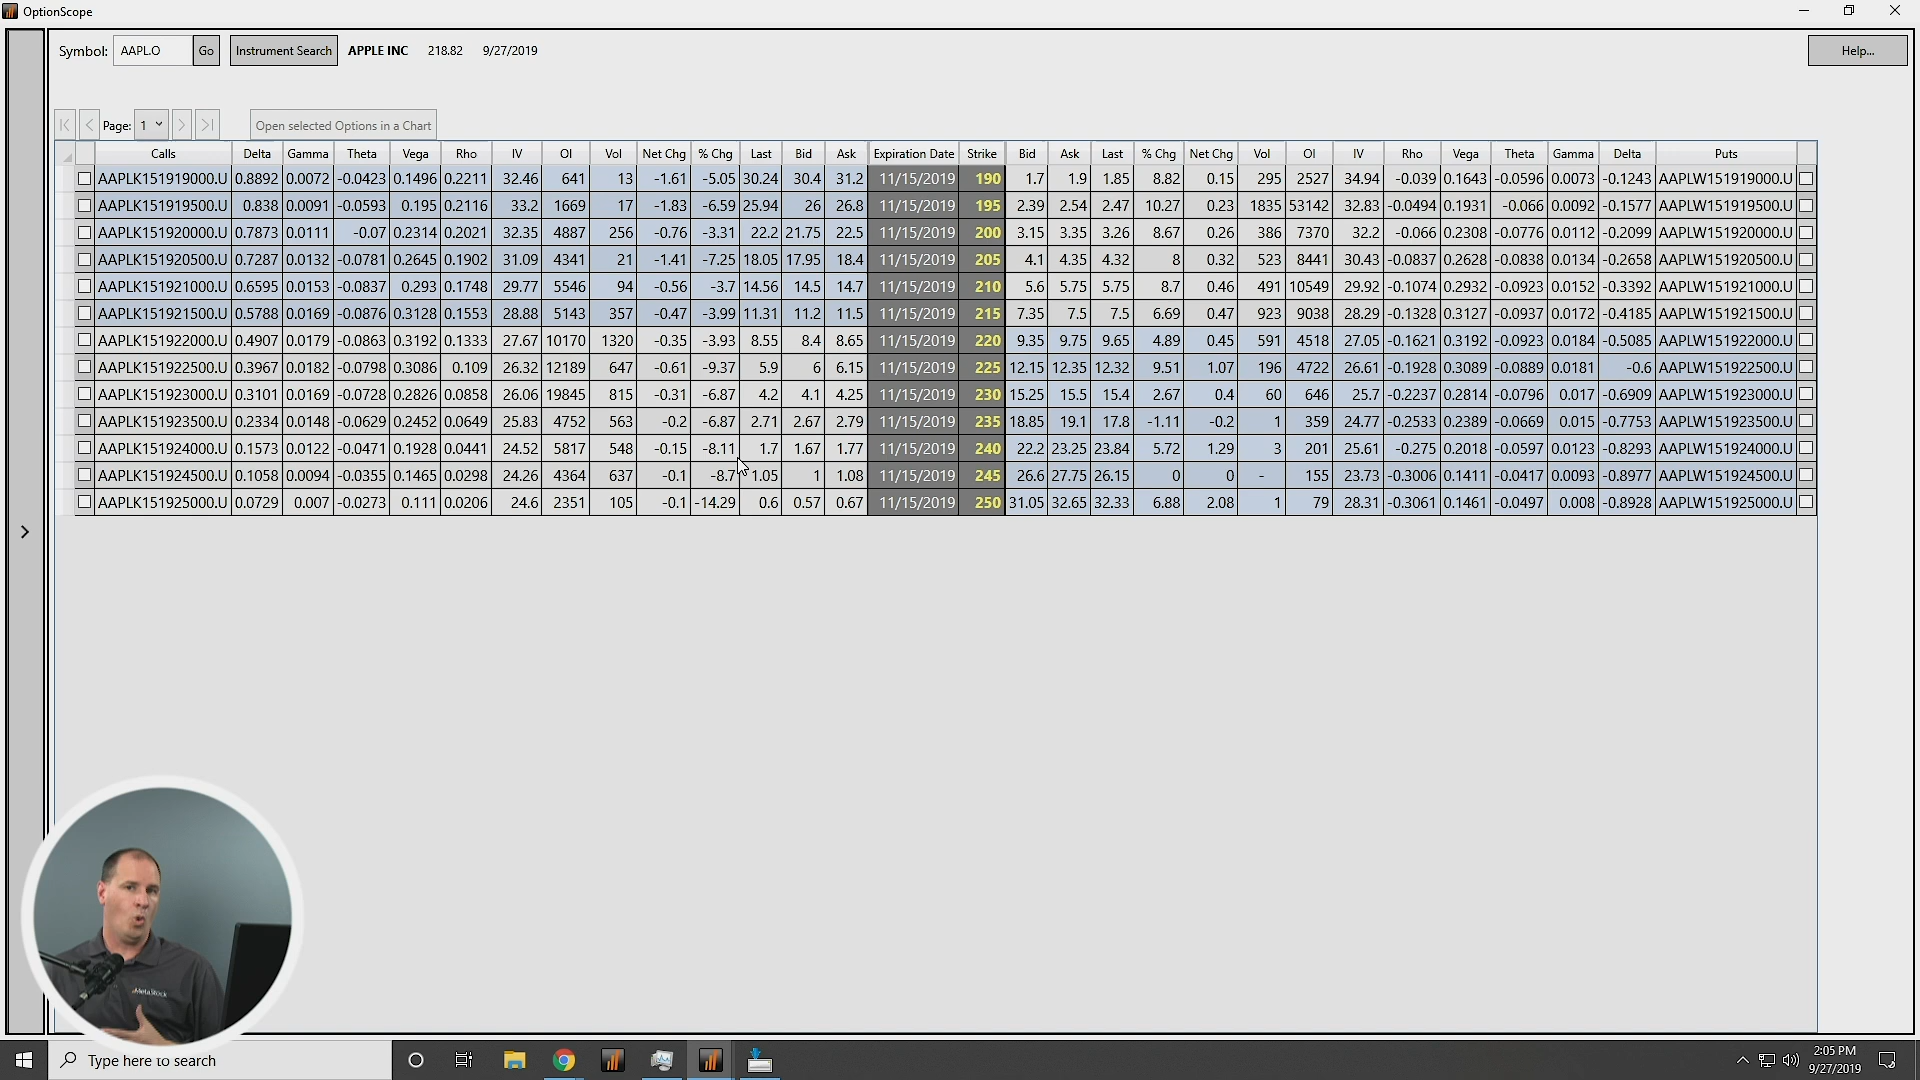 OptionScope
Symbol: AAPL.O Go Instrument Search APPLE INC 218.82 9/27/2019 Help...
Page: 1 Open selected Options in a Chart
Calls Delta Gamma Theta Vega Rho IV OI Vol Net Chg % Chg Last Bid Ask Expiration Date Strike Bid Ask Last % Chg Net Chg Vol OI IV Rho Vega Theta Gamma Delta Puts
AAPLK151919000.U 0.8892 0.0072 -0.0423 0.1496 0.2211 32.46 641 13 -1.61 -5.05 30.24 30.4 31.2 11/15/2019 190 1.7 1.9 1.85 8.82 0.15 295 2527 34.94 -0.039 0.1643 -0.0596 0.0073 -0.1243 AAPLW151919000.U
AAPLK151919500.U 0.838 0.0091 -0.0593 0.195 0.2116 33.2 1669 17 -1.83 -6.59 25.94 26 26.8 11/15/2019 195 2.39 2.54 2.47 10.27 0.23 1835 53142 32.83 -0.0494 0.1931 -0.066 0.0092 -0.1577 AAPLW151919500.U
AAPLK151920000.U 0.7873 0.0111 -0.07 0.2314 0.2021 32.35 4887 256 -0.76 -3.31 22.2 21.75 22.5 11/15/2019 200 3.15 3.35 3.26 8.67 0.26 386 7370 32.2 -0.066 0.2308 -0.0776 0.0112 -0.2099 AAPLW151920000.U
AAPLK151920500.U 0.7287 0.0132 -0.0781 0.2645 0.1902 31.09 4341 21 -1.41 -7.25 18.05 17.95 18.4 11/15/2019 205 4.1 4.35 4.32 8 0.32 523 8441 30.43 -0.0837 0.2628 -0.0838 0.0134 -0.2658 AAPLW151920500.U
AAPLK151921000.U 0.6595 0.0153 -0.0837 0.293 0.1748 29.77 5546 94 -0.56 -3.7 14.56 14.5 14.7 11/15/2019 210 5.6 5.75 5.75 8.7 0.46 491 10549 29.92 -0.1074 0.2932 -0.0923 0.0152 -0.3392 AAPLW151921000.U
AAPLK151921500.U 0.5788 0.0169 -0.0876 0.3128 0.1553 28.88 5143 357 -0.47 -3.99 11.31 11.2 11.5 11/15/2019 215 7.35 7.5 7.5 6.69 0.47 923 9038 28.29 -0.1328 0.3127 -0.0937 0.0172 -0.4185 AAPLW151921500.U
AAPLK151922000.U 0.4907 0.0179 -0.0863 0.3192 0.1333 27.67 10170 1320 -0.35 -3.93 8.55 8.4 8.65 11/15/2019 220 9.35 9.75 9.65 4.89 0.45 591 4518 27.05 -0.1621 0.3192 -0.0923 0.0184 -0.5085 AAPLW151922000.U
AAPLK151922500.U 0.3967 0.0182 -0.0798 0.3086 0.109 26.32 12189 647 -0.61 -9.37 5.9 6 6.15 11/15/2019 225 12.15 12.35 12.32 9.51 1.07 196 4722 26.61 -0.1928 0.3089 -0.0889 0.0181 -0.6 AAPLW151922500.U
AAPLK151923000.U 0.3101 0.0169 -0.0728 0.2826 0.0858 26.06 19845 815 -0.31 -6.87 4.2 4.1 4.25 11/15/2019 230 15.25 15.5 15.4 2.67 0.4 60 646 25.7 -0.2237 0.2814 -0.0796 0.017 -0.6909 AAPLW151923000.U
AAPLK151923500.U 0.2334 0.0148 -0.0629 0.2452 0.0649 25.83 4752 563 -0.2 -6.87 2.71 2.67 2.79 11/15/2019 235 18.85 19.1 17.8 -1.11 -0.2 1 359 24.77 -0.2533 0.2389 -0.0669 0.015 -0.7753 AAPLW151923500.U
AAPLK151924000.U 0.1573 0.0122 -0.0471 0.1928 0.0441 24.52 5817 548 -0.15 -8.11 1.7 1.67 1.77 11/15/2019 240 22.2 23.25 23.84 5.72 1.29 3 201 25.61 -0.275 0.2018 -0.0597 0.0123 -0.8293 AAPLW151924000.U
AAPLK151924500.U 0.1058 0.0094 -0.0355 0.1465 0.0298 24.26 4364 637 -0.1 -8.7 1.05 1 1.08 11/15/2019 245 26.6 27.75 26.15 0 0 - 155 23.73 -0.3006 0.1411 -0.0417 0.0093 -0.8977 AAPLW151924500.U
AAPLK151925000.U 0.0729 0.007 -0.0273 0.111 0.0206 24.6 2351 105 -0.1 -14.29 0.6 0.57 0.67 11/15/2019 250 31.05 32.65 32.33 6.88 2.08 1 79 28.31 -0.3061 0.1461 -0.0497 0.008 -0.8928 AAPLW151925000.U
MetaStock
Type here to search
2:05 PM
9/27/2019